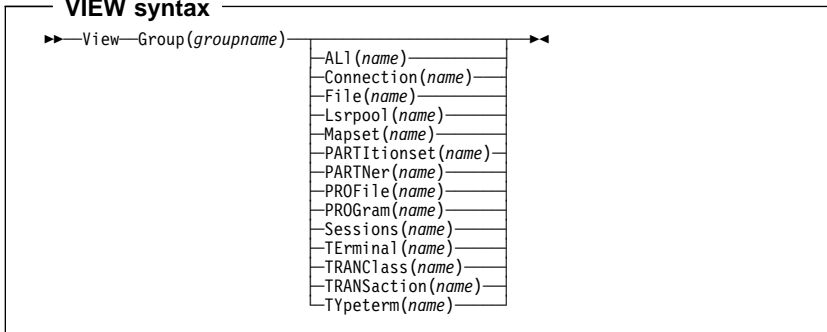 VIEW syntax
View Group(groupname)
ALl(name)
Connection(name)
File(name)
Lsrpool(name)
Mapset(name)
PARTItionset(name)
PARTNer(name)
PROFile(name)
PROGram(name)
Sessions(name)
TErminal(name)
TRANClass(name)
TRANSaction(name)
TYpeterm(name)